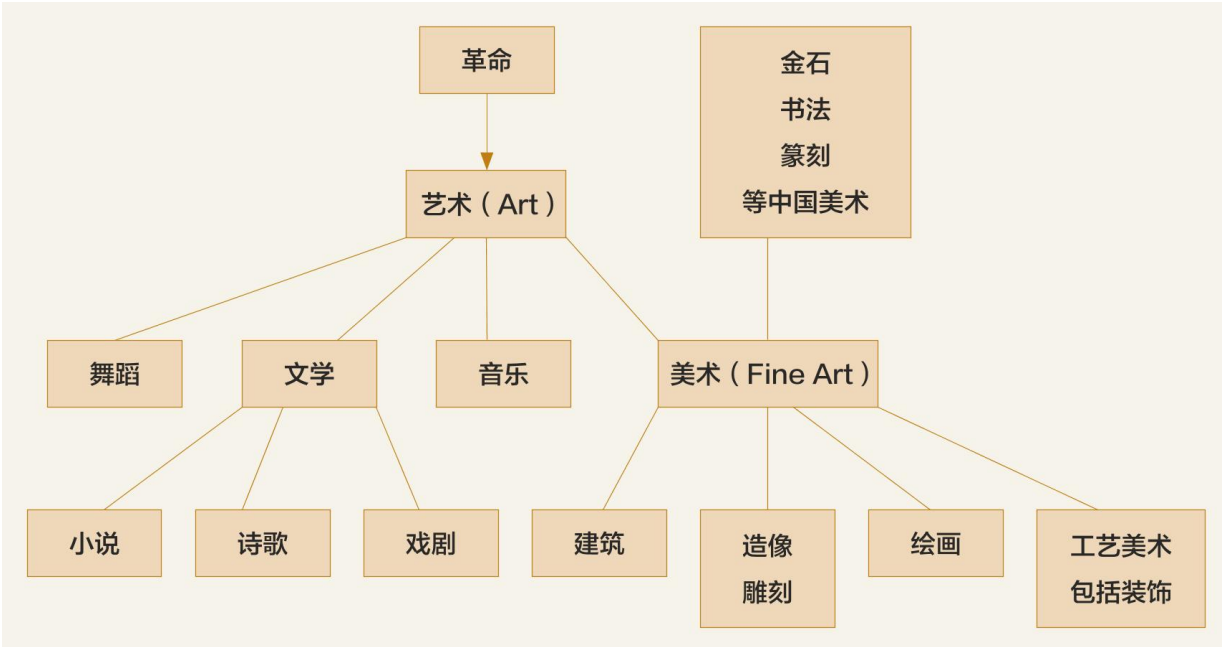 革命
金石
书法
篆刻
等中国美术
艺术（Art）
舞蹈
文学
音乐
美术（Fine Art）
小说
诗歌
戏剧
建筑
造像
雕刻
绘画
工艺美术
包括装饰